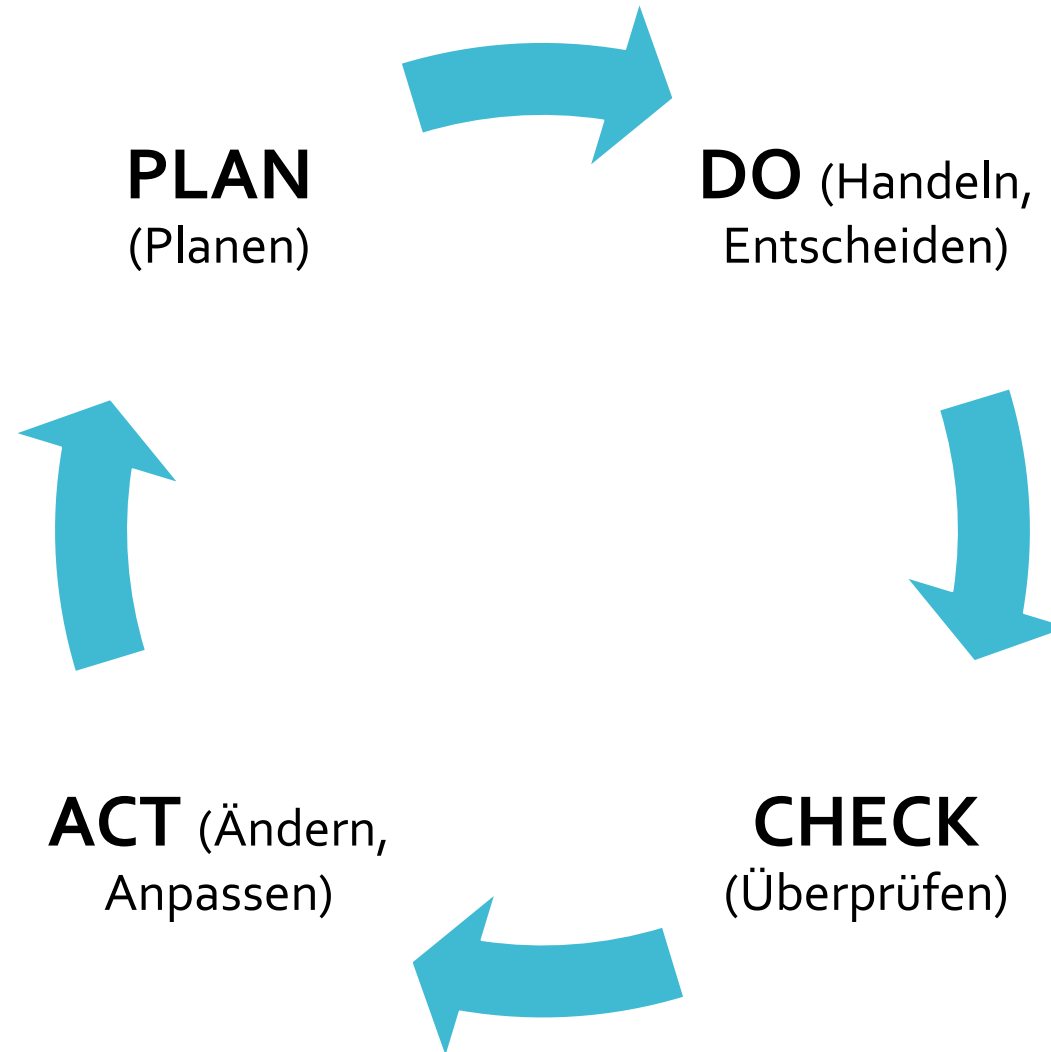 PLAN
(Planen)
DO (Handeln,
Entscheiden)
ACT (Ändern,
Anpassen)
CHECK
(Überprüfen)